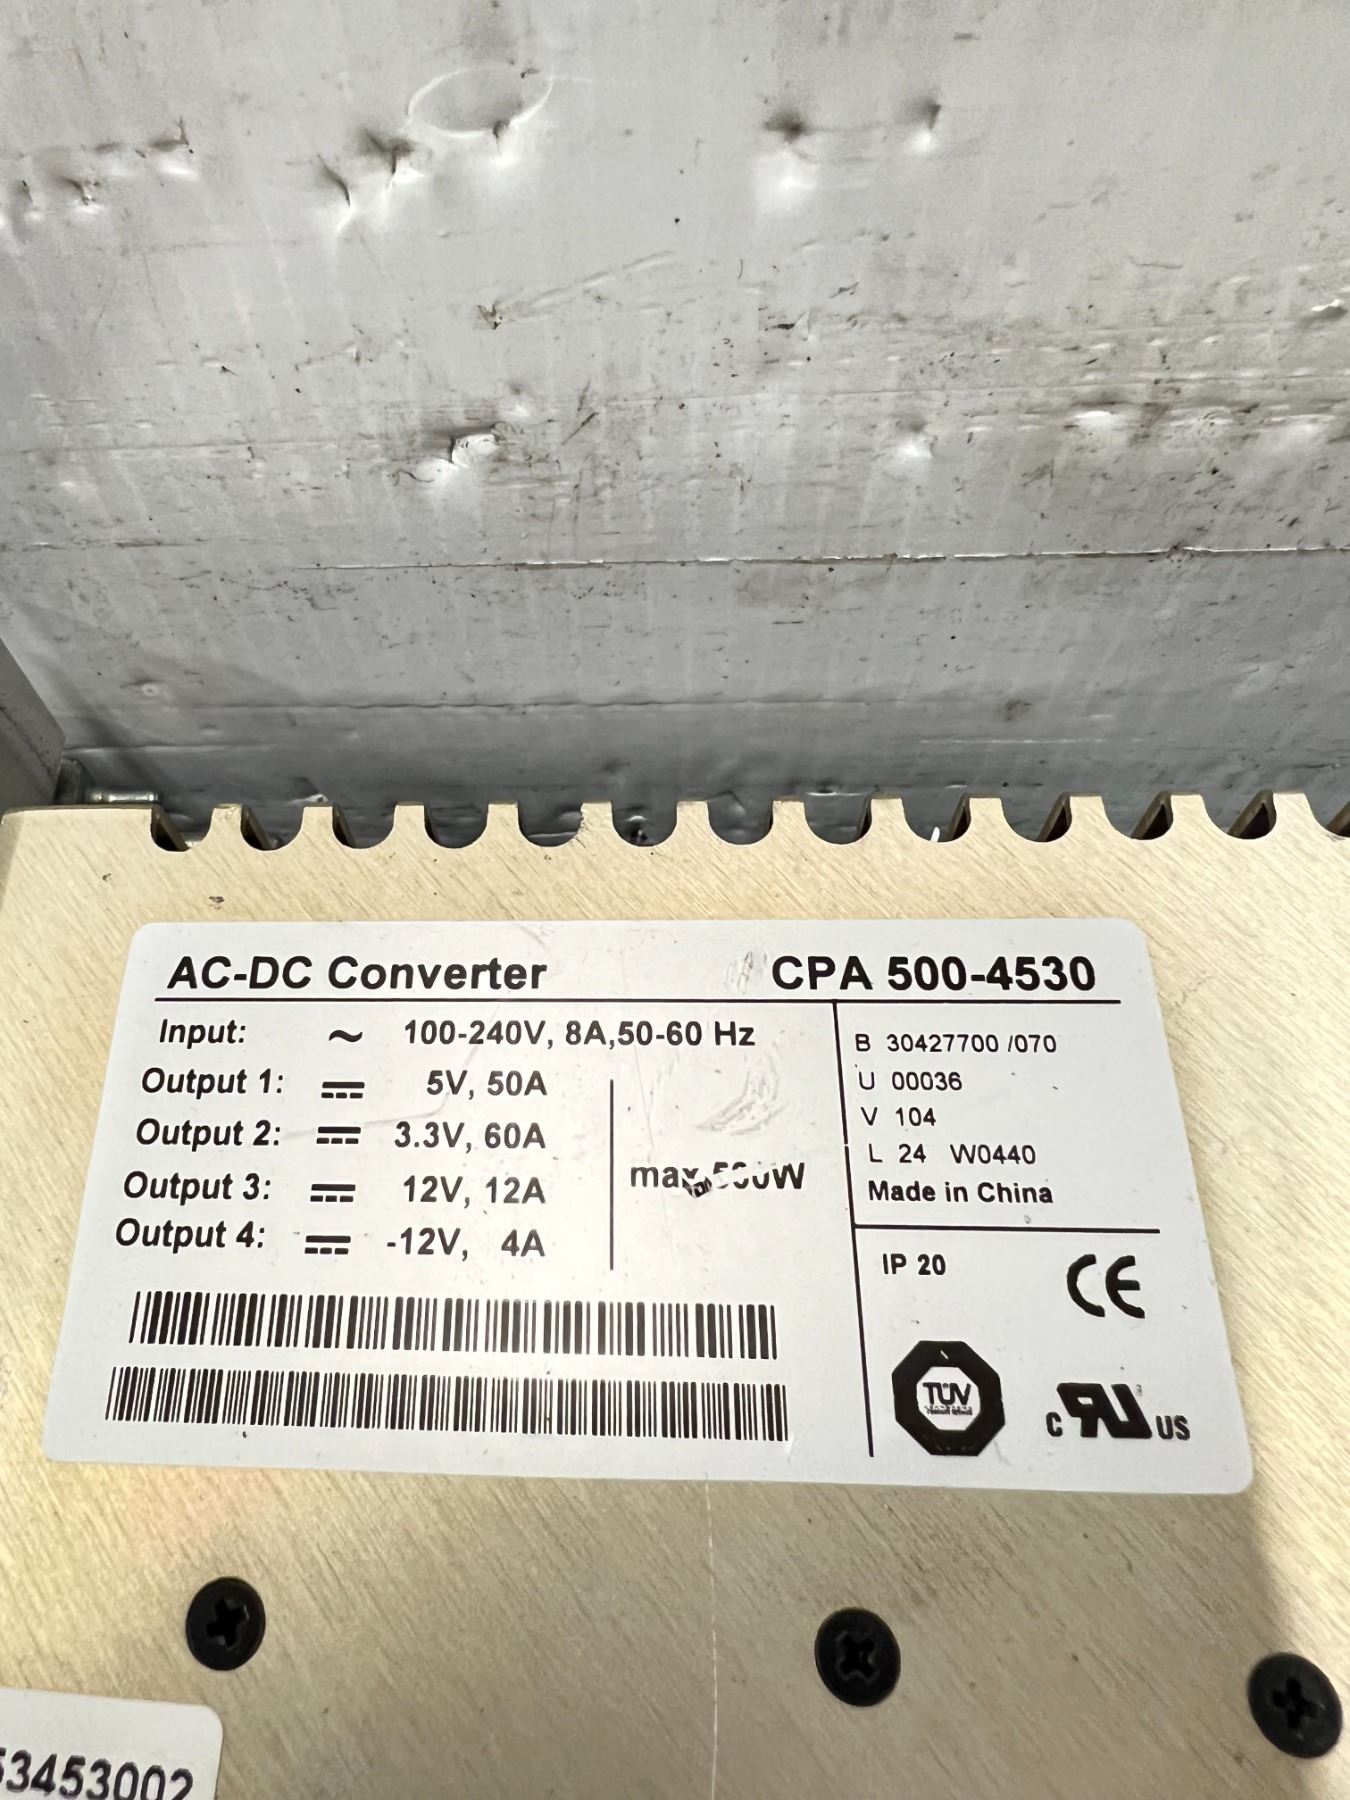 AC-DC Converter CPA 500-4530
Input: ~ 100-240V, 8A,50-60 Hz
Output 1: 5V, 50A
Output 2: 3.3V, 60A
Output 3: 12V, 12A
Output 4: -12V, 4A
max.
B 30427700 /070
U 00036
V 104
L 24 W0440
Made in China
IP 20
CE
TÜV
c RU US
53453002